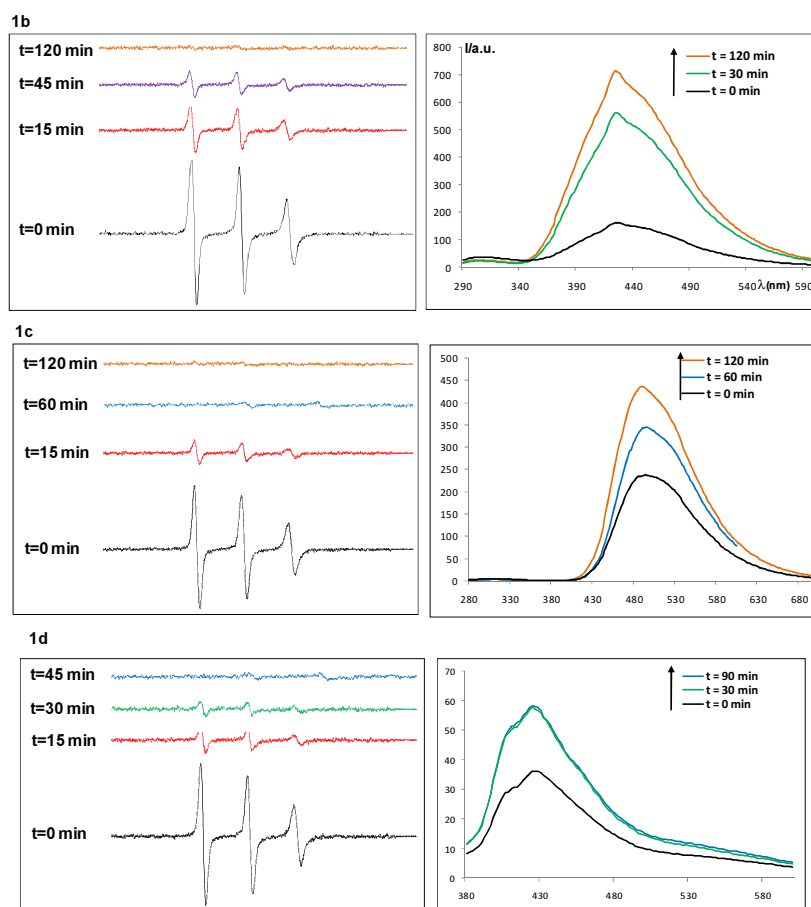 1b
t=120 min
t=45 min
t=15 min
t=0 min
I/a.u.
800
700
600
500
400
300
200
100
0
t = 120 min
t = 30 min
t = 0 min
290 340 390 440 490 540 λ(nm) 590
1c
t=120 min
t=60 min
t=15 min
t=0 min
500
450
400
350
300
250
200
150
100
50
0
t = 120 min
t = 60 min
t = 0 min
280 330 380 430 480 530 580 630 680
1d
t=45 min
t=30 min
t=15 min
t=0 min
70
60
50
40
30
20
10
0
t = 90 min
t = 30 min
t = 0 min
380 430 480 530 580